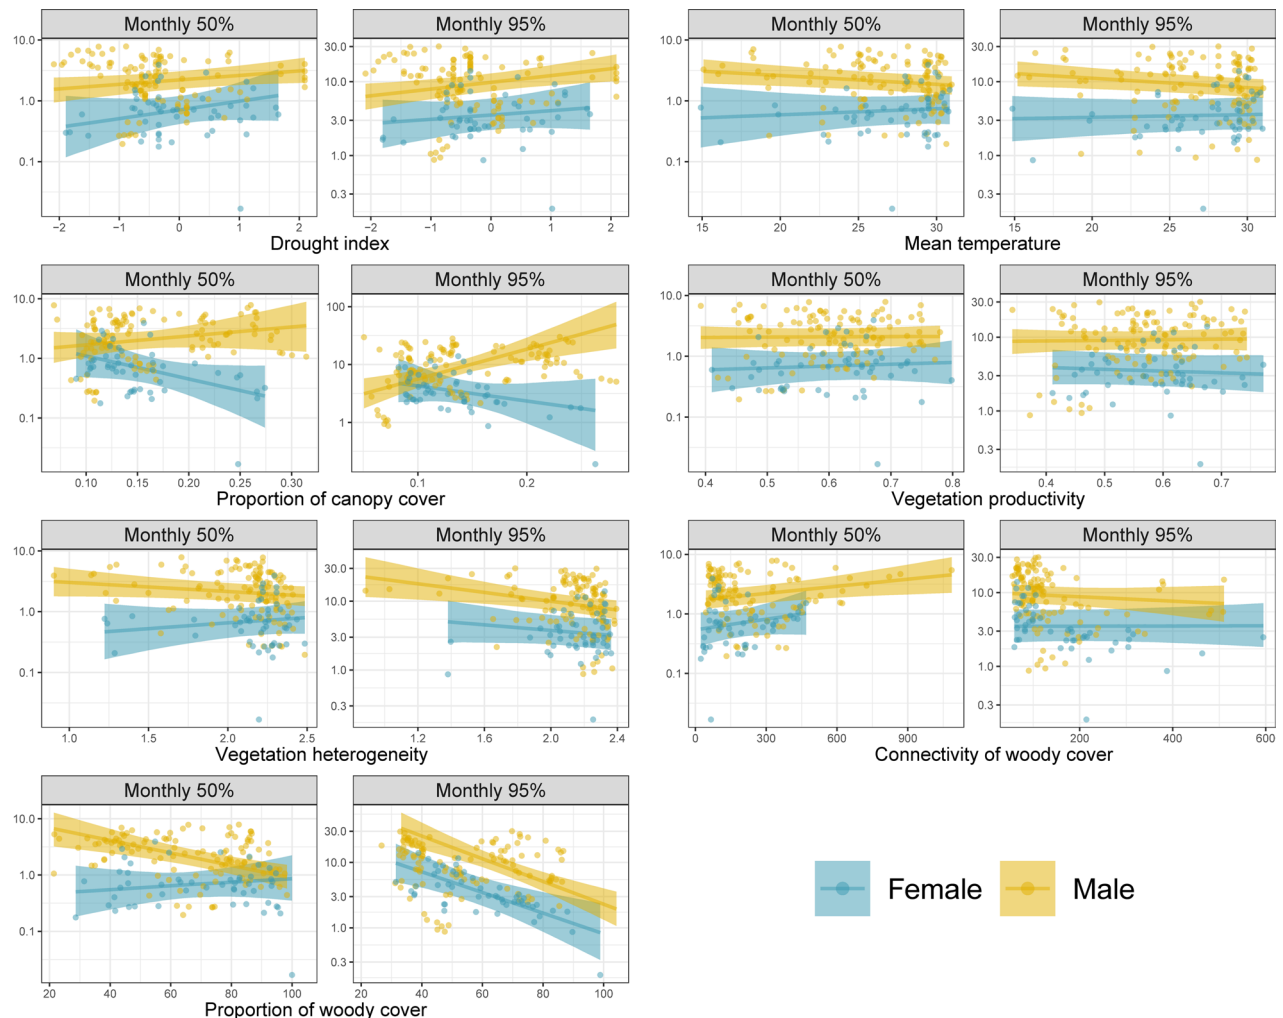 Monthly 50% Monthly 95% Monthly 50% Monthly 95%
10.0 30.0 10.0 30.0
10.0 10.0
1.0 3.0 1.0 3.0
0.1 1.0 0.1 1.0
0.3 0.3
−2 −1 0 1 2 −2 −1 0 1 2 15 20 25 30 15 20 25 30
Drought index Mean temperature
Monthly 50% Monthly 95% Monthly 50% Monthly 95%
10.0 100 10.0 30.0
10 10.0
1.0 1.0 3.0
0.1 1 0.1 1.0
0.3
0.10 0.15 0.20 0.25 0.30 0.1 0.2 0.4 0.5 0.6 0.7 0.8 0.4 0.5 0.6 0.7
Proportion of canopy cover Vegetation productivity
Monthly 50% Monthly 95% Monthly 50% Monthly 95%
10.0 30.0 10.0 30.0
10.0 10.0
1.0 3.0 1.0 3.0
0.1 1.0 0.1 1.0
0.3 0.3
1.0 1.5 2.0 2.5 1.2 1.6 2.0 2.4 0 300 600 900 200 400 600
Vegetation heterogeneity Connectivity of woody cover
Monthly 50% Monthly 95%
10.0 30.0
10.0
1.0 3.0
0.1 1.0
0.3
20 40 60 80 100 20 40 60 80 100
Proportion of woody cover
Female Male